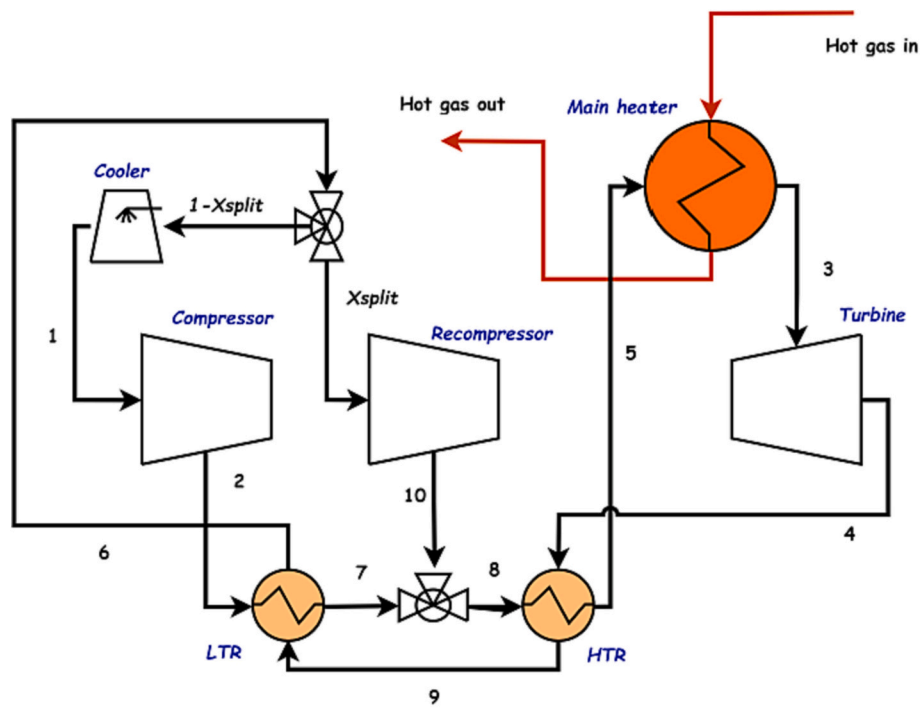 Hot gas in
Hot gas out
Main heater
Cooler
1-Xsplit
3
Xsplit
Compressor
Recompressor
Turbine
1
5
2
10
4
6
7
8
LTR
HTR
9